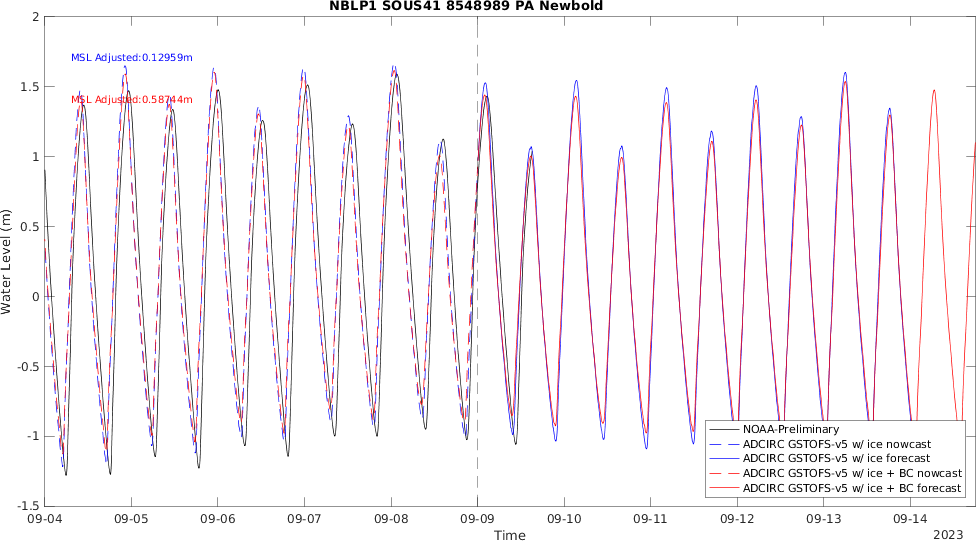 NBLP1 SOUS41 8548989 PA Newbold
MSL Adjusted:0.12959m
MSL Adjusted:0.58744m
2
1.5
1
0.5
0
-0.5
-1
-1.5
Water Level (m)
09-04 09-05 09-06 09-07 09-08 09-09 09-10 09-11 09-12 09-13 09-14
Time
2023
NOAA-Preliminary
ADCIRC GSTOFS-v5 w/ ice nowcast
ADCIRC GSTOFS-v5 w/ ice forecast
ADCIRC GSTOFS-v5 w/ ice + BC nowcast
ADCIRC GSTOFS-v5 w/ ice + BC forecast